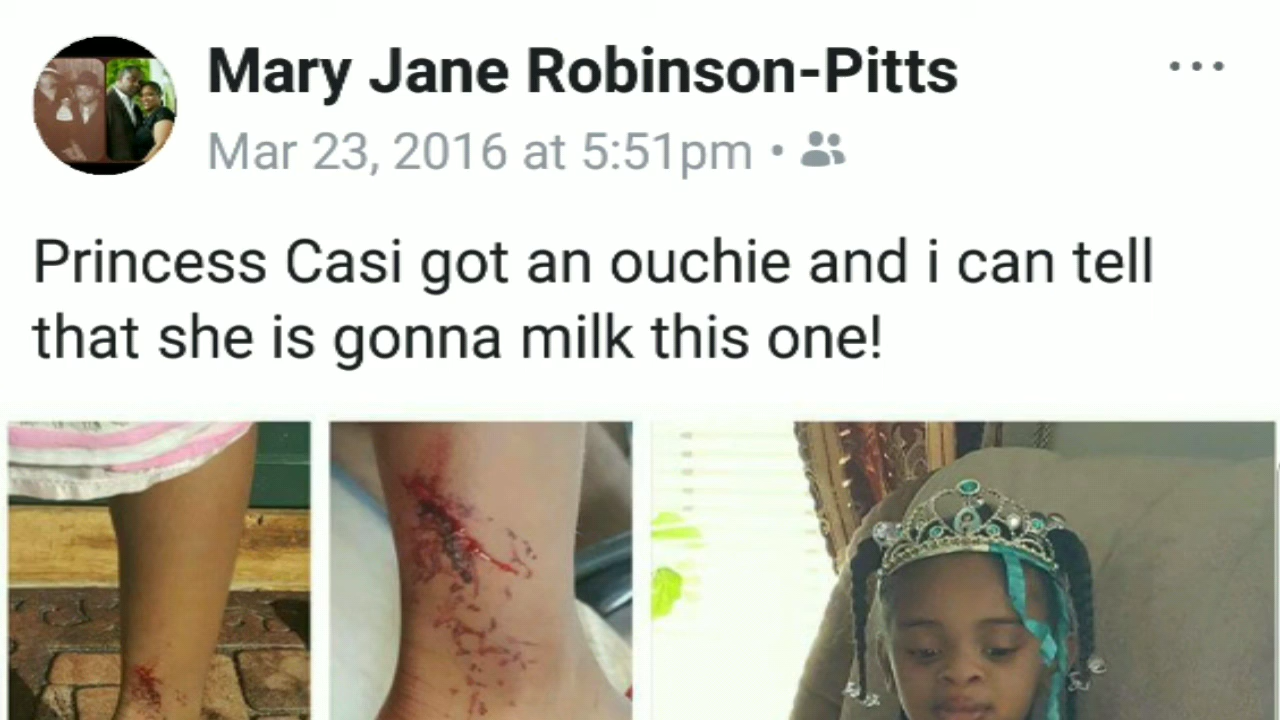 Mary Jane Robinson-Pitts
Mar 23, 2016 at 5:51pm
Princess Casi got an ouchie and i can tell
that she is gonna milk this one!